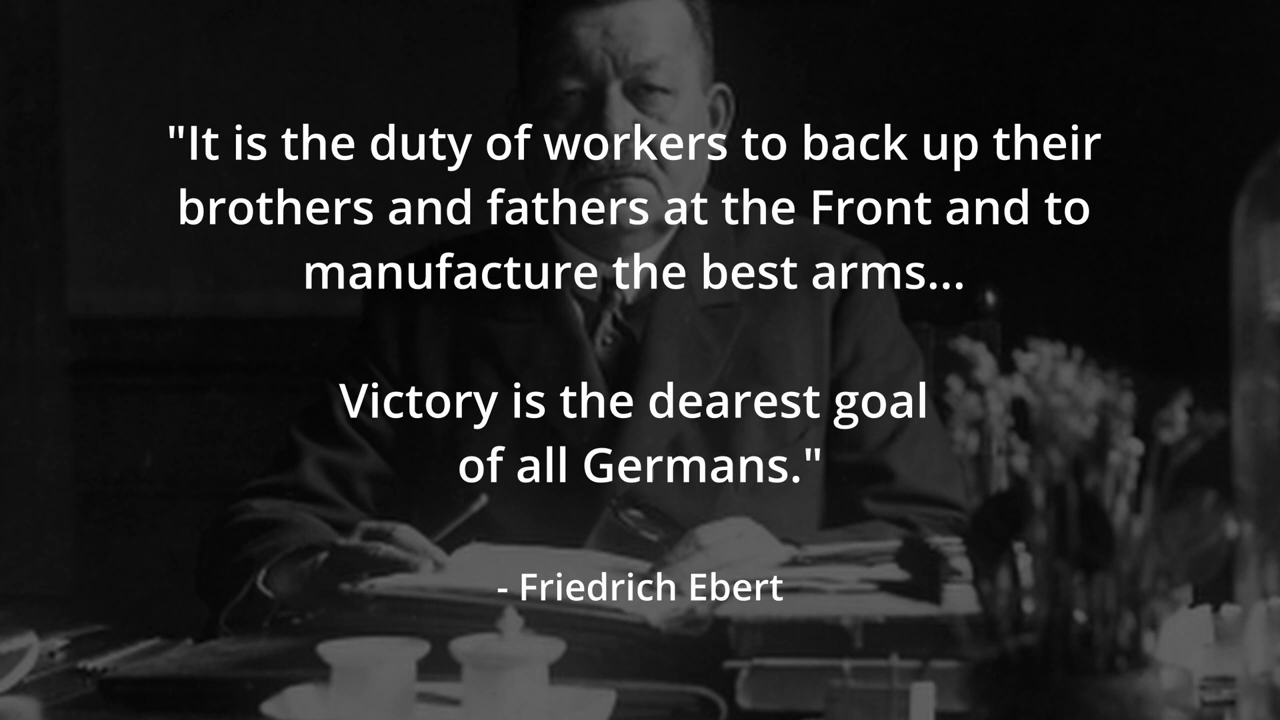 "It is the duty of workers to back up their
brothers and fathers at the Front and to
manufacture the best arms...
Victory is the dearest goal
of all Germans."
- Friedrich Ebert